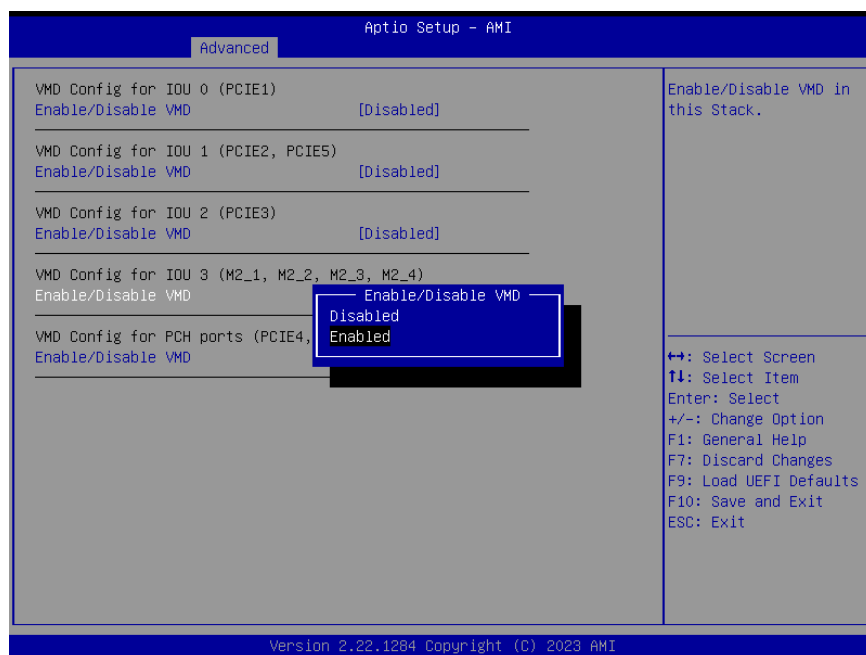 Aptio Setup - AMI
Advanced
VMD Config for IOU 0 (PCIE1)
Enable/Disable VMD [Disabled]
VMD Config for IOU 1 (PCIE2, PCIE5)
Enable/Disable VMD [Disabled]
VMD Config for IOU 2 (PCIE3)
Enable/Disable VMD [Disabled]
VMD Config for IOU 3 (M2_1, M2_2, M2_3, M2_4)
Enable/Disable VMD
VMD Config for PCH ports (PCIE4,
Enable/Disable VMD
Enable/Disable VMD
Disabled
Enabled
Enable/Disable VMD in
this Stack.
↔: Select Screen
↑↓: Select Item
Enter: Select
+/-: Change Option
F1: General Help
F7: Discard Changes
F9: Load UEFI Defaults
F10: Save and Exit
ESC: Exit
Version 2.22.1284 Copyright (C) 2023 AMI